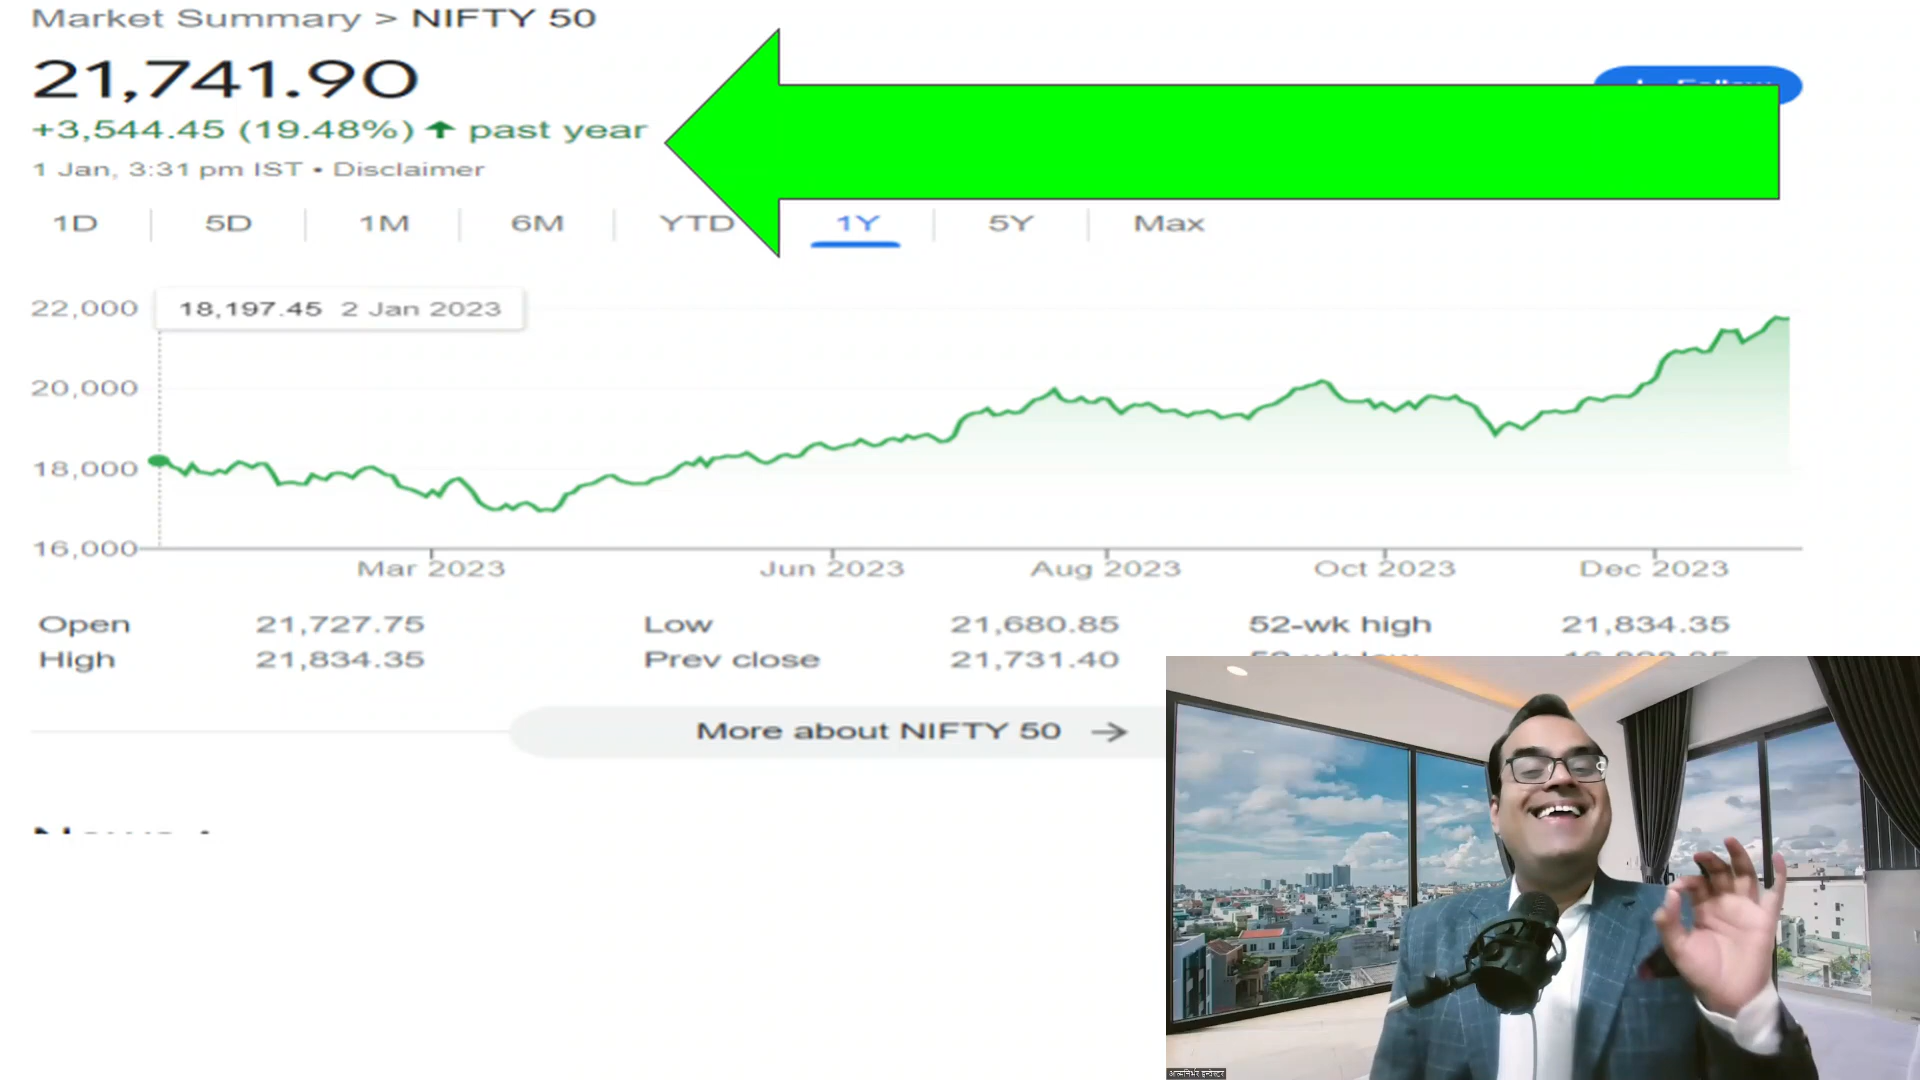 Market Summary > NIFTY 50
21,741.90
+3,544.45 (19.48%) ↑ past year
1 Jan, 3:31 pm IST • Disclaimer
1D 5D 1M 6M YTD 1Y 5Y Max
18,197.45 2 Jan 2023
22,000
20,000
18,000
16,000
Mar 2023 Jun 2023 Aug 2023 Oct 2023 Dec 2023
Open 21,727.75 Low 21,680.85 52-wk high 21,834.35
High 21,834.35 Prev close 21,731.40
More about NIFTY 50 →